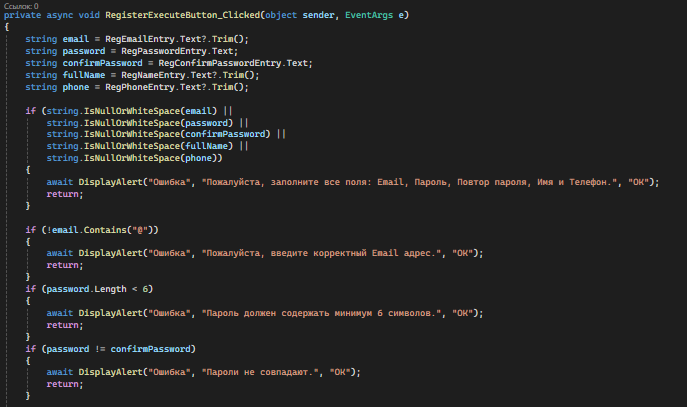 Ссылок: 0
private async void RegisterExecuteButton_Clicked(object sender, EventArgs e)
{
    string email = RegEmailEntry.Text?.Trim();
    string password = RegPasswordEntry.Text;
    string confirmPassword = RegConfirmPasswordEntry.Text;
    string fullName = RegNameEntry.Text?.Trim();
    string phone = RegPhoneEntry.Text?.Trim();

    if (string.IsNullOrWhiteSpace(email) ||
        string.IsNullOrWhiteSpace(password) ||
        string.IsNullOrWhiteSpace(confirmPassword) ||
        string.IsNullOrWhiteSpace(fullName) ||
        string.IsNullOrWhiteSpace(phone))
    {
        await DisplayAlert("Ошибка", "Пожалуйста, заполните все поля: Email, Пароль, Повтор пароля, Имя и Телефон.", "ОК");
        return;
    }

    if (!email.Contains("@"))
    {
        await DisplayAlert("Ошибка", "Пожалуйста, введите корректный Email адрес.", "ОК");
        return;
    }
    if (password.Length < 6)
    {
        await DisplayAlert("Ошибка", "Пароль должен содержать минимум 6 символов.", "ОК");
        return;
    }
    if (password != confirmPassword)
    {
        await DisplayAlert("Ошибка", "Пароли не совпадают.", "ОК");
        return;
    }